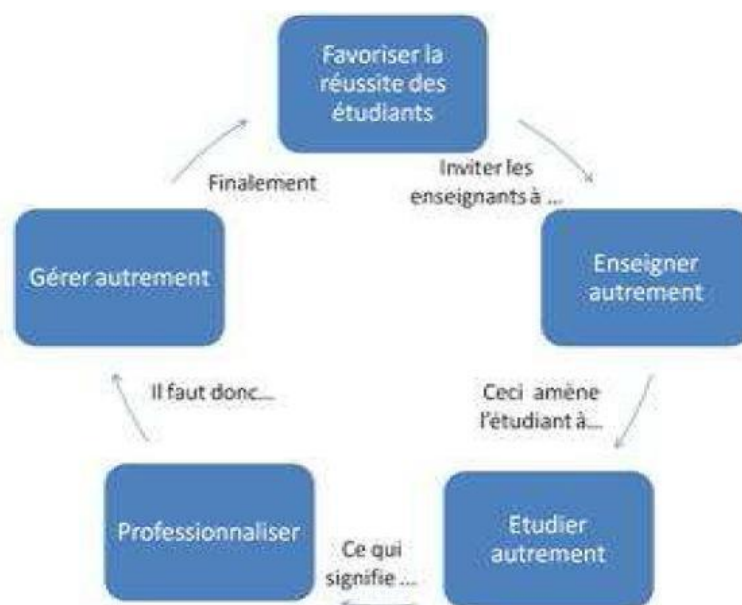 Favoriser la
réussite des
étudiants
Inviter les
enseignants à ...
Enseigner
autrement
Ceci amène
l'étudiant à...
Etudier
autrement
Ce qui
signifie ...
Professionnaliser
Il faut donc...
Gérer autrement
Finalement